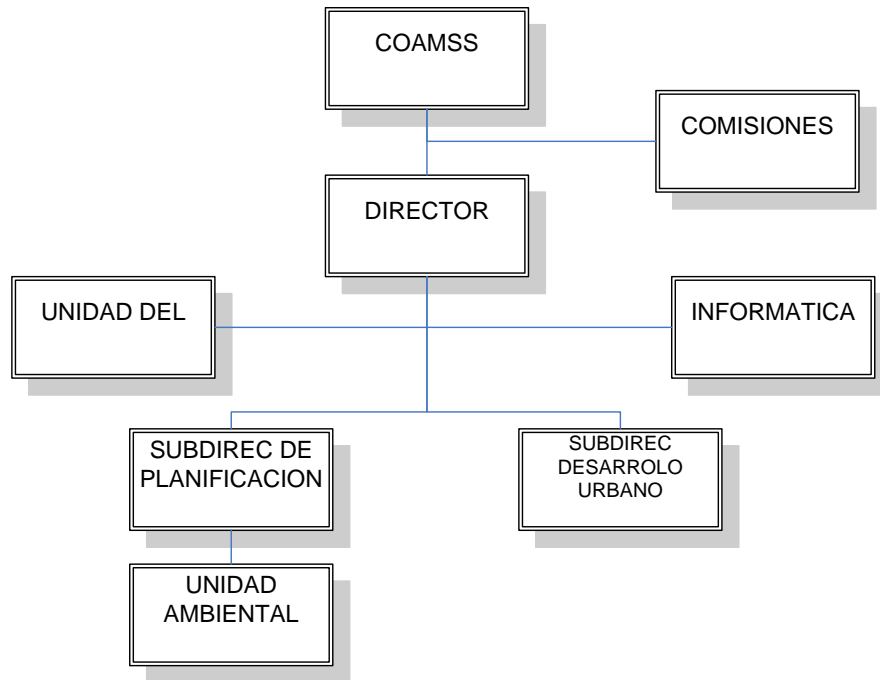 COAMSS
COMISIONES
DIRECTOR
UNIDAD DEL
INFORMATICA
SUBDIREC DE
PLANIFICACION
SUBDIREC
DESARROLO
URBANO
UNIDAD
AMBIENTAL